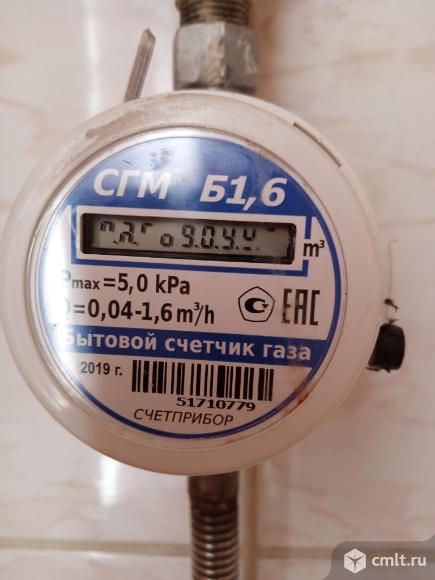 СГМ Б1,6
m³
Pmax=5,0 kPa
Q=0,04-1,6 m³/h
ЕАС
Бытовой счетчик газа
2019 г.
51710779
СЧЕТПРИБОР
cmlt.ru